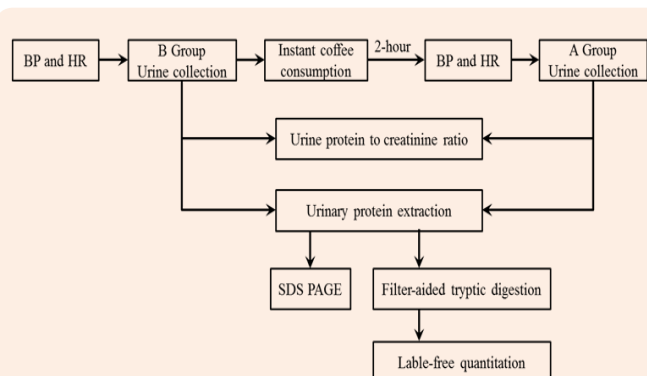 BP and HR
B Group
Urine collection
Instant coffee
consumption
2-hour
BP and HR
A Group
Urine collection
Urine protein to creatinine ratio
Urinary protein extraction
SDS PAGE
Filter-aided tryptic digestion
Lable-free quantitation